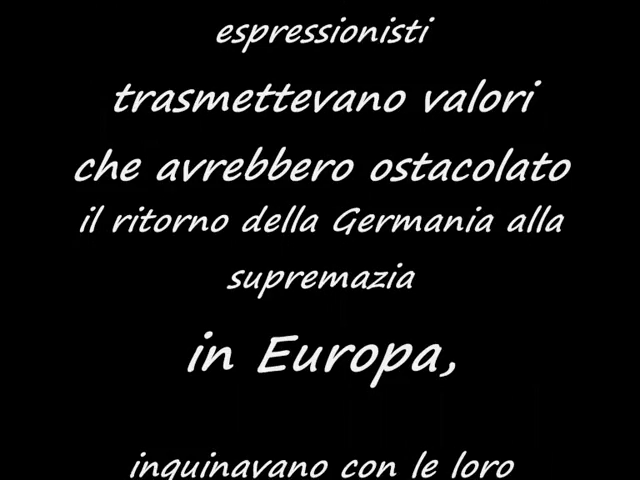 espressionisti
trasmettevano valori
che avrebbero ostacolato
il ritorno della Germania alla
supremazia
in Europa,
inquinavano con le loro